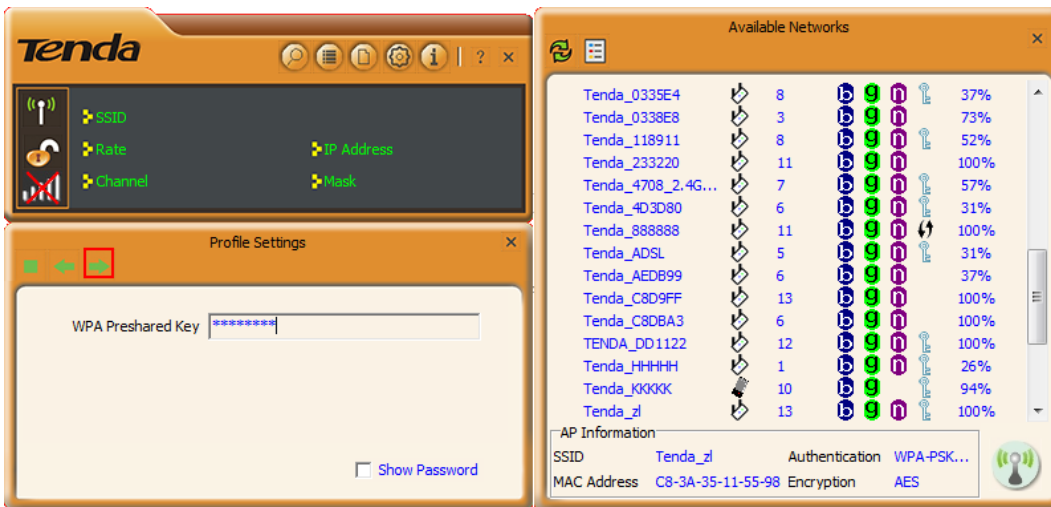 Tenda
? ×
SSID
Rate
IP Address
Channel
Mask
Profile Settings ×
WPA Preshared Key ********
Show Password
Available Networks ×
Tenda_0335E4 8 b g n 37%
Tenda_0338E8 3 b g n 73%
Tenda_118911 8 b g n 52%
Tenda_233220 11 b g n 100%
Tenda_4708_2.4G... 7 b g n 57%
Tenda_4D3D80 6 b g n 31%
Tenda_888888 11 b g n 100%
Tenda_ADSL 5 b g n 31%
Tenda_AEDB99 6 b g n 37%
Tenda_C8D9FF 13 b g n 100%
Tenda_C8DBA3 6 b g n 100%
TENDA_DD1122 12 b g n 100%
Tenda_HHHHH 1 b g n 26%
Tenda_KKKKK 10 b g 94%
Tenda_zl 13 b g n 100%
AP Information
SSID Tenda_zl Authentication WPA-PSK...
MAC Address C8-3A-35-11-55-98 Encryption AES